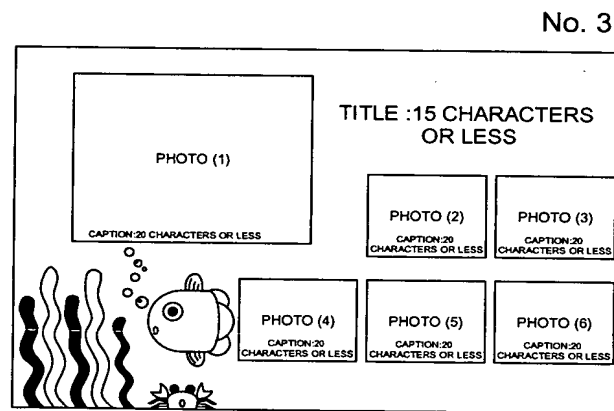 No. 3
TITLE :15 CHARACTERS
OR LESS
PHOTO (1)
CAPTION:20 CHARACTERS OR LESS
PHOTO (2)
CAPTION:20
CHARACTERS OR LESS
PHOTO (3)
CAPTION:20
CHARACTERS OR LESS
PHOTO (4)
CAPTION:20
CHARACTERS OR LESS
PHOTO (5)
CAPTION:20
CHARACTERS OR LESS
PHOTO (6)
CAPTION:20
CHARACTERS OR LESS